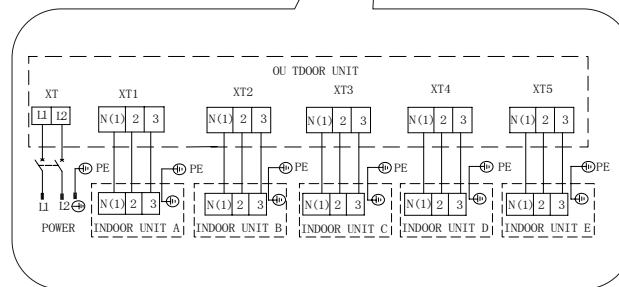 OU TDOOR UNIT
XT XT1 XT2 XT3 XT4 XT5
L1 L2 N(1) 2 3 N(1) 2 3 N(1) 2 3 N(1) 2 3 N(1) 2 3
PE PE PE PE PE PE
L1 L2 N(1) 2 3 N(1) 2 3 N(1) 2 3 N(1) 2 3 N(1) 2 3
POWER INDOOR UNIT A INDOOR UNIT B INDOOR UNIT C INDOOR UNIT D INDOOR UNIT E